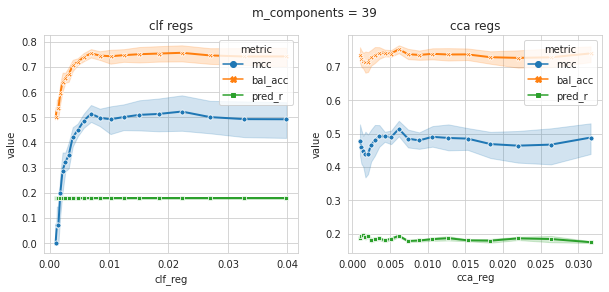 m_components = 39
clf regs
cca regs
0.8
0.7
0.6
0.5
0.4
0.3
0.2
0.1
0.0
value
metric
mcc
bal_acc
pred_r
0.00
0.01
0.02
0.03
0.04
clf_reg
0.7
0.6
0.5
0.4
0.3
0.2
value
metric
mcc
bal_acc
pred_r
0.000
0.005
0.010
0.015
0.020
0.025
0.030
cca_reg